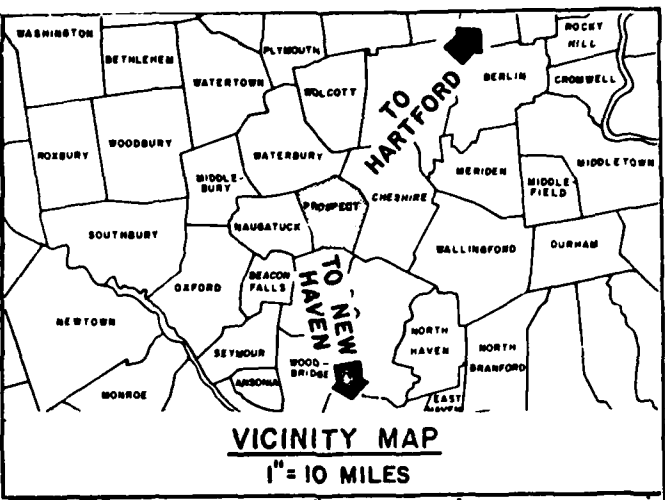 WASHINGTON
BETHLEHEM
PLYMOUTH
ROCKY
HILL
WATERTOWN
WOLCOTT
BERLIN
CROMWELL
TO
HARTFORD
ROXBURY
WOODBURY
WATERBURY
MERIDEN
MIDDLETOWN
MIDDLE-
BURY
MIDDLE-
FIELD
PROSPECT
CHESHIRE
SOUTHBURY
NAUGATUCK
WALLINGFORD
DURHAM
OXFORD
BEACON
FALLS
TO NEW
HAVEN
NEWTOWN
SEYMOUR
WOOD-
BRIDGE
NORTH
HAVEN
NORTH
BRANFORD
ANSONIA
MONROE
EAST
HAVEN
VICINITY MAP
1"= 10 MILES